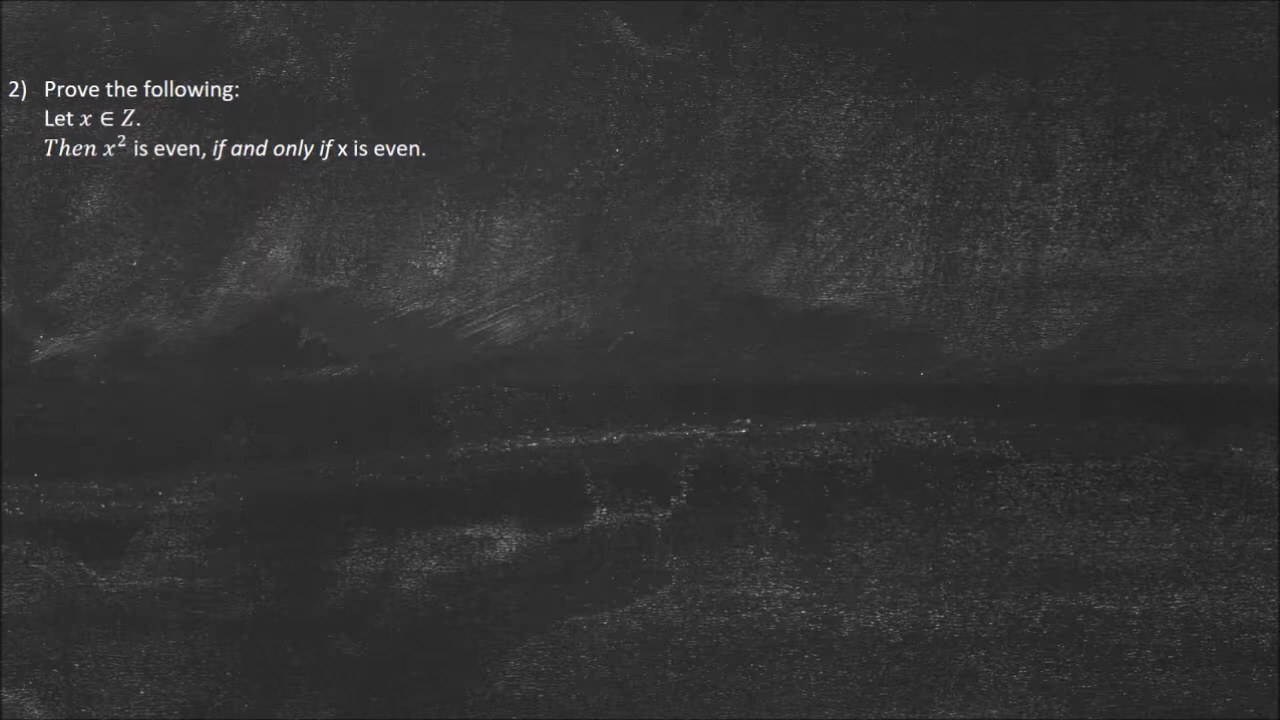 2) Prove the following:
Let x ∈ Z.
Then x² is even, if and only if x is even.